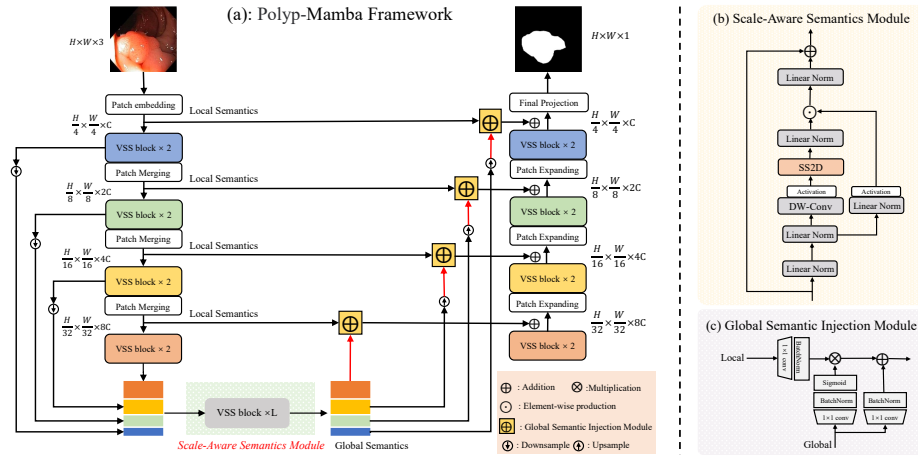 (a): Polyp-Mamba Framework
H×W×3
H×W×1
Patch embedding
Local Semantics
Final Projection
H/4 × W/4 ×C
H/4 × W/4 ×C
VSS block × 2
VSS block × 2
Patch Merging
Patch Expanding
H/8 × W/8 ×2C
Local Semantics
H/8 × W/8 ×2C
VSS block × 2
VSS block × 2
Patch Merging
Patch Expanding
Local Semantics
H/16 × W/16 ×4C
H/16 × W/16 ×4C
VSS block × 2
VSS block × 2
Patch Merging
Patch Expanding
Local Semantics
H/32 × W/32 ×8C
H/32 × W/32 ×8C
VSS block × 2
VSS block × 2
VSS block ×L
Scale-Aware Semantics Module
Global Semantics
: Addition
: Multiplication
: Element-wise production
: Global Semantic Injection Module
: Downsample
: Upsample
(b) Scale-Aware Semantics Module
Linear Norm
Linear Norm
SS2D
Activation
Activation
DW-Conv
Linear Norm
Linear Norm
Linear Norm
(c) Global Semantic Injection Module
Local
1×1 conv
BatchNorm
Sigmoid
BatchNorm
BatchNorm
1×1 conv
1×1 conv
Global